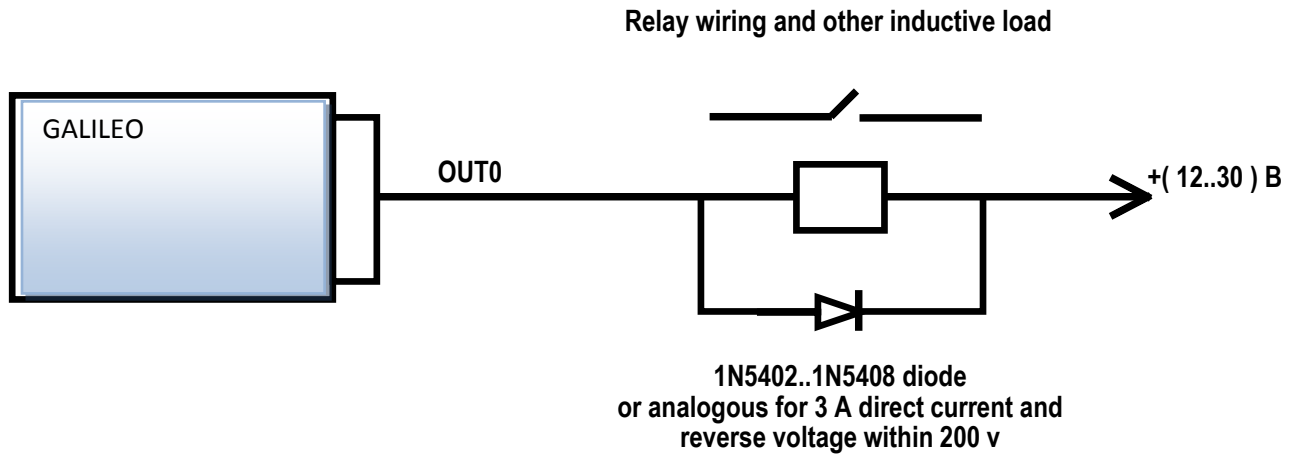 Relay wiring and other inductive load
GALILEO
OUT0
+( 12..30 ) B
1N5402..1N5408 diode
or analogous for 3 A direct current and
reverse voltage within 200 v